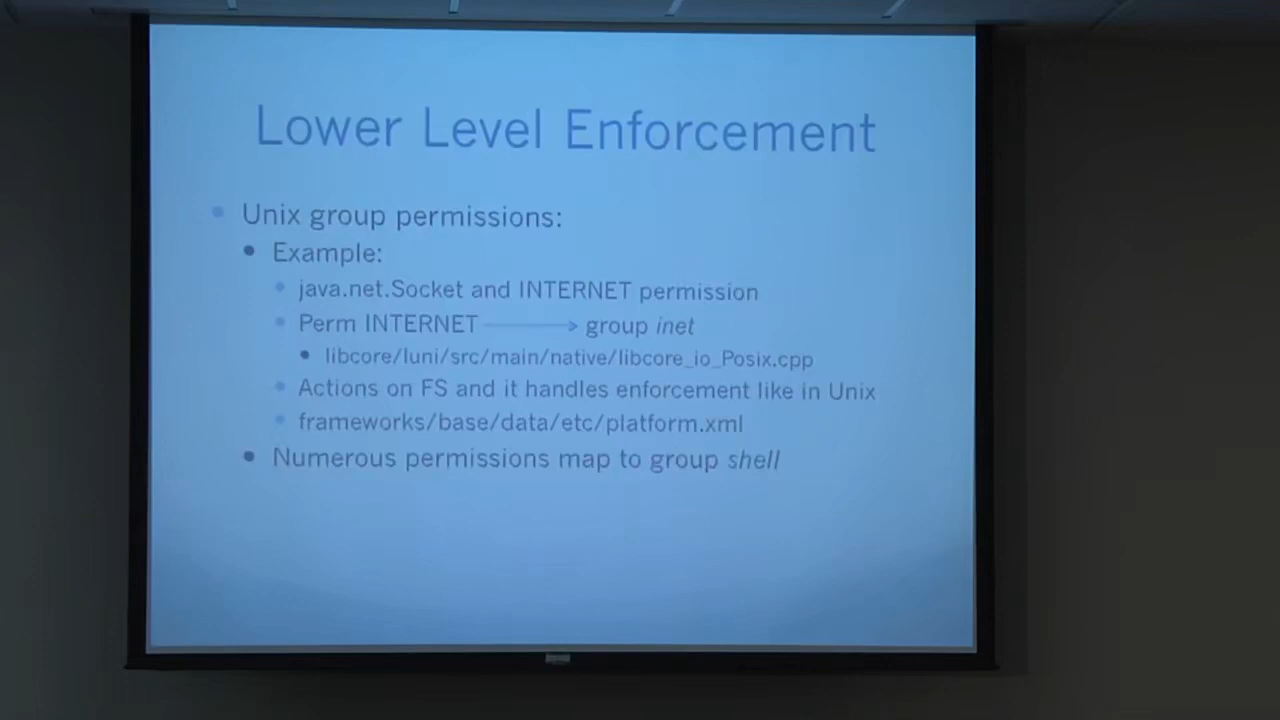 Lower Level Enforcement
Unix group permissions:
Example:
java.net.Socket and INTERNET permission
Perm INTERNET → group inet
libcore/luni/src/main/native/libcore_io_Posix.cpp
Actions on FS and it handles enforcement like in Unix
frameworks/base/data/etc/platform.xml
Numerous permissions map to group shell